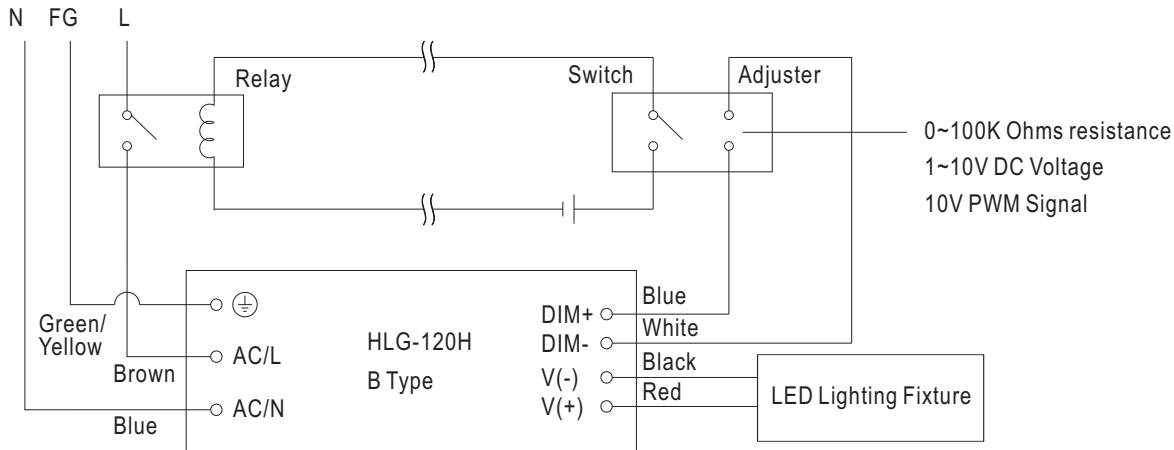 N FG L
Relay
Switch
Adjuster
0~100K Ohms resistance
1~10V DC Voltage
10V PWM Signal
Green/
Yellow
Brown
Blue
AC/L
AC/N
HLG-120H
B Type
DIM+
DIM-
V(-)
V(+)
Blue
White
Black
Red
LED Lighting Fixture